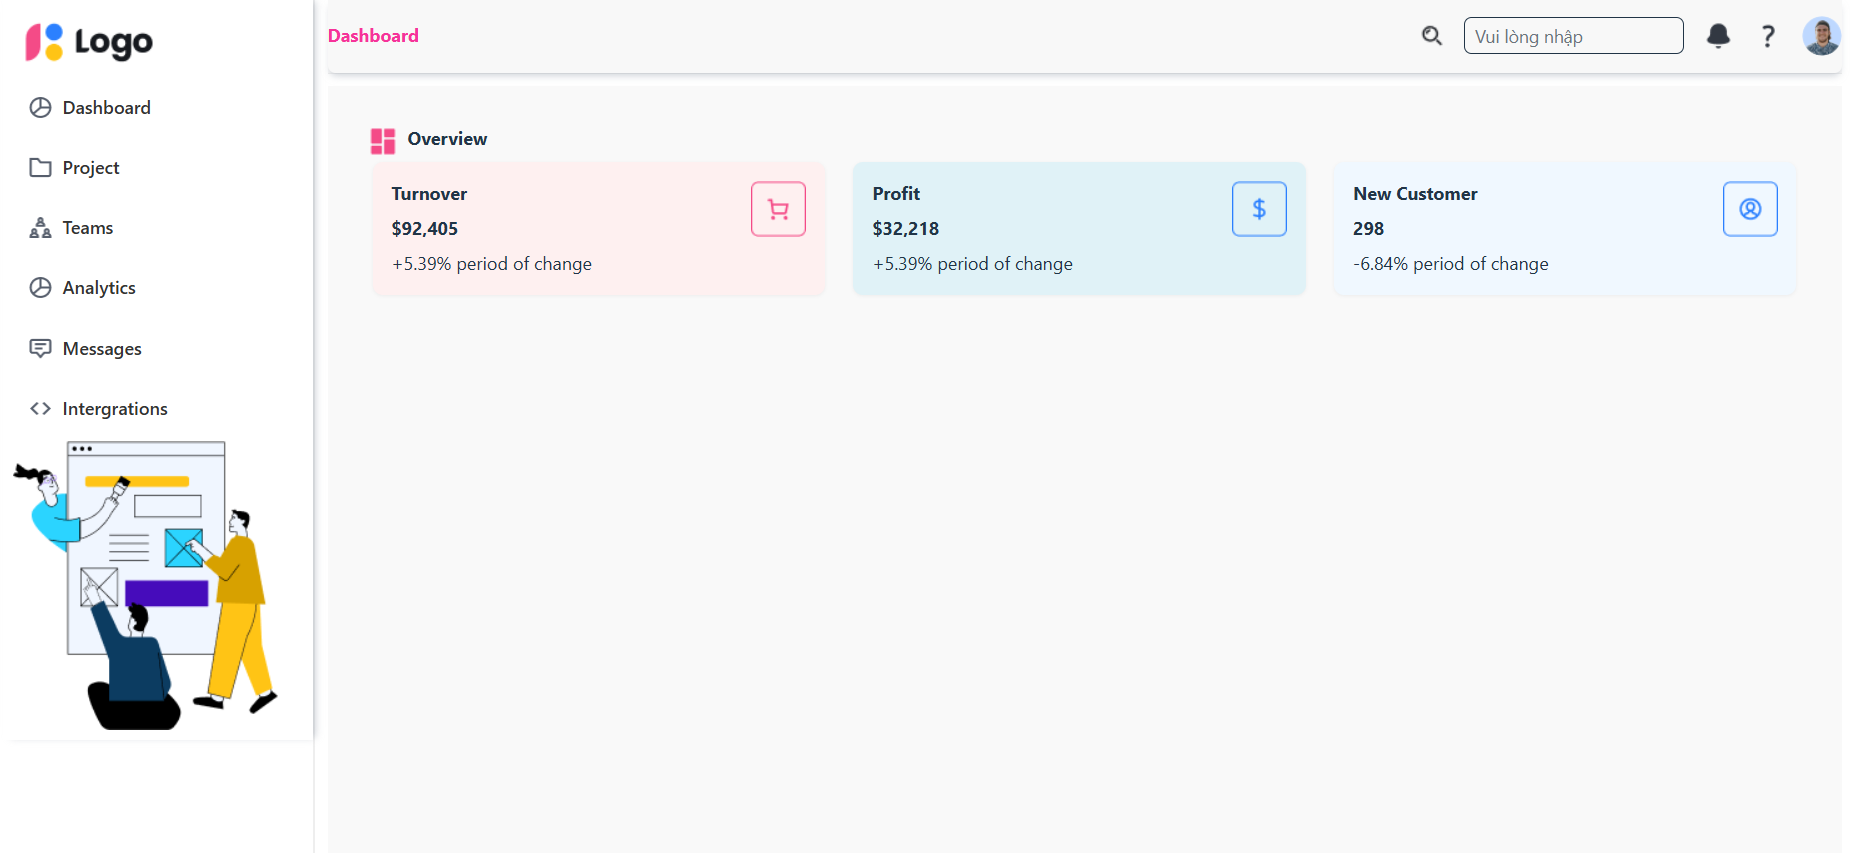 Logo
Dashboard
Project
Teams
Analytics
Messages
Intergrations
Dashboard
Vui lòng nhập
?
Overview
Turnover
$92,405
+5.39% period of change
Profit
$32,218
+5.39% period of change
$
New Customer
298
-6.84% period of change